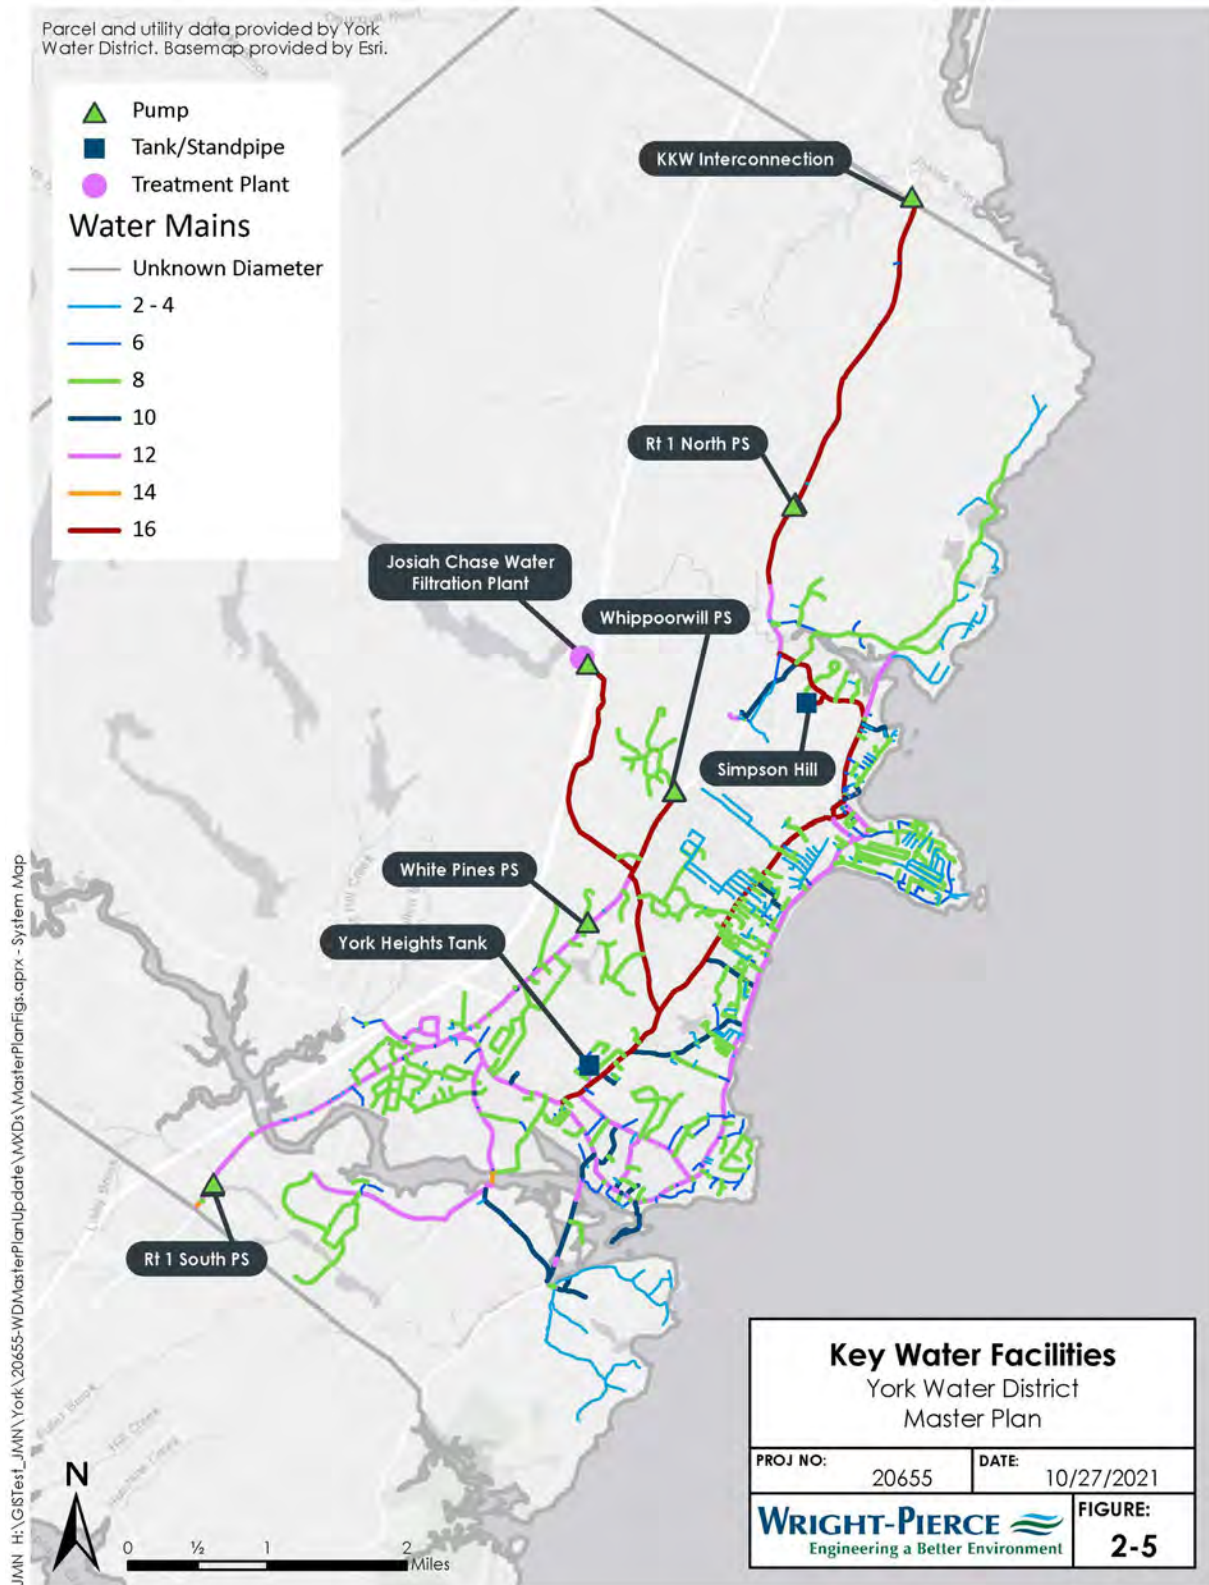 Parcel and utility data provided by York
Water District. Basemap provided by Esri.
Pump
Tank/Standpipe
Treatment Plant
Water Mains
Unknown Diameter
2 - 4
6
8
10
12
14
16
KKW Interconnection
Rt 1 North PS
Josiah Chase Water
Filtration Plant
Whippoorwill PS
Simpson Hill
White Pines PS
York Heights Tank
Rt 1 South PS
Hill Creek
N
0 ½ 1 2
Miles
Key Water Facilities
York Water District
Master Plan
PROJ NO:
20655
DATE:
10/27/2021
WRIGHT-PIERCE
Engineering a Better Environment
FIGURE:
2-5
JMN H:\GISTest_JMN\York\20655-WDMasterPlanUpdate\MXDs\MasterPlanFigs.aprx - System Map